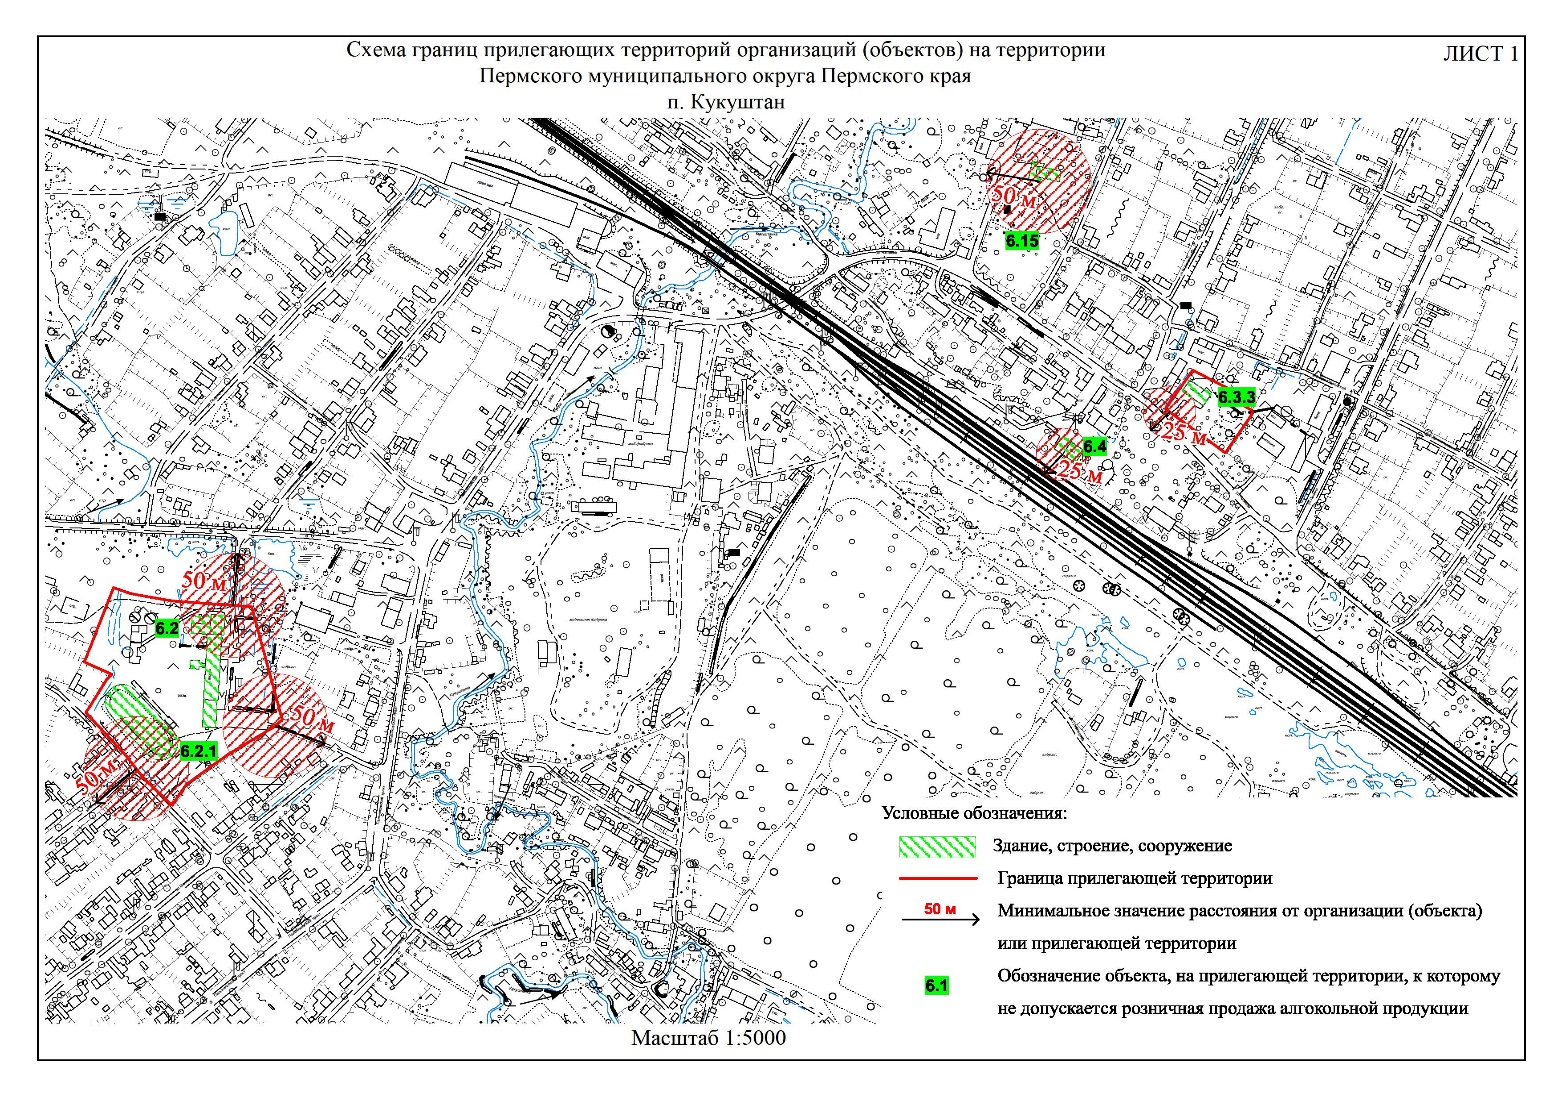 Схема границ прилегающих территорий организаций (объектов) на территории
ЛИСТ 1
Пермского муниципального округа Пермского края
п. Кукуштан
50 м
6.15
6.3.3
25 м
6.4
25 м
50 м
6.2
50 м
6.2.1
50 м
Условные обозначения:
Здание, строение, сооружение
Граница прилегающей территории
50 м
Минимальное значение расстояния от организации (объекта)
или прилегающей территории
6.1
Обозначение объекта, на прилегающей территории, к которому
не допускается розничная продажа алгокольной продукции
Масштаб 1:5000